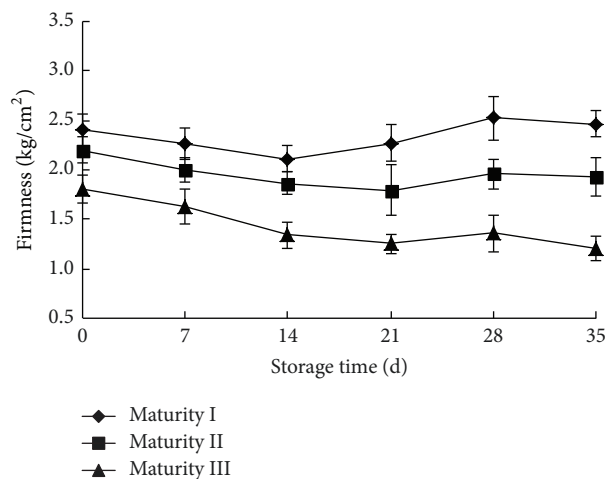 3.5
3.0
2.5
2.0
1.5
1.0
0.5
Firmness (kg/cm²)
0 7 14 21 28 35
Storage time (d)
Maturity I
Maturity II
Maturity III